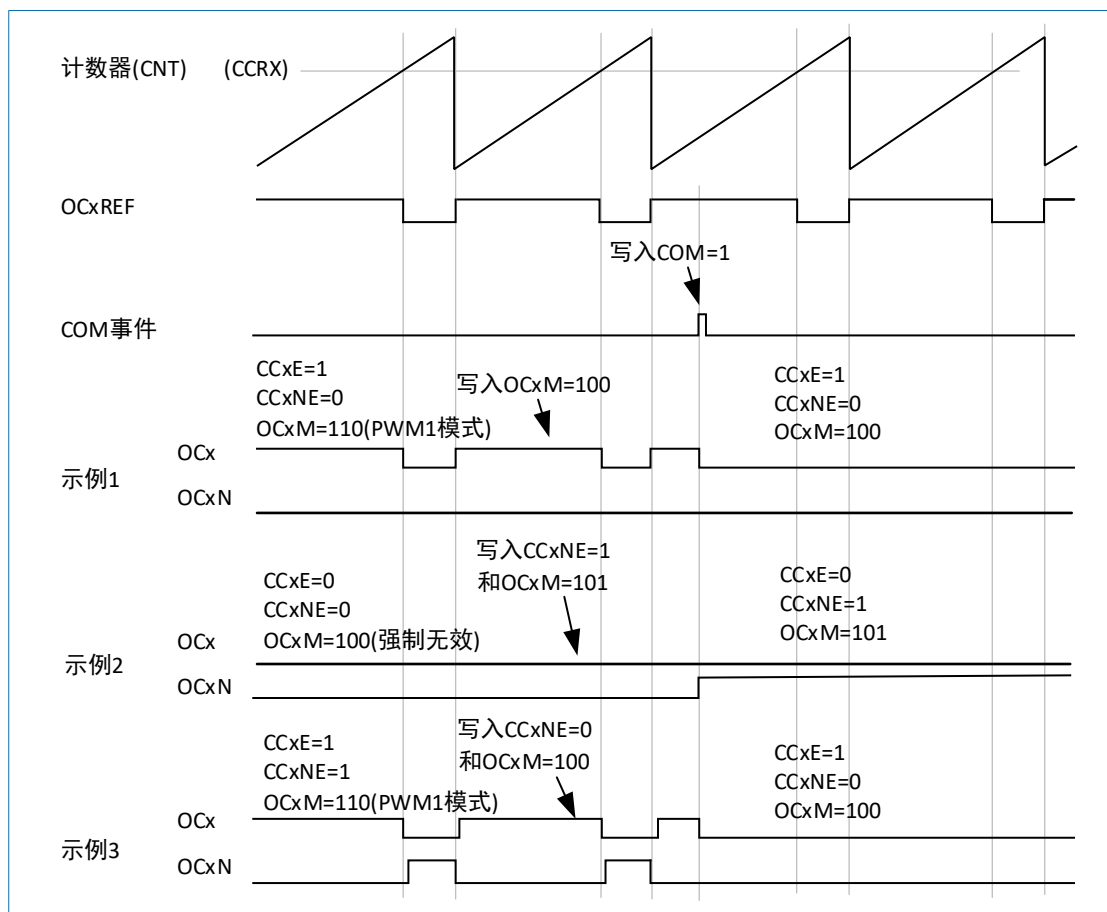 计数器(CNT) (CCRX)
OCxREF
写入COM=1
COM事件
CCxE=1
CCxNE=0
OCxM=110(PWM1模式)
写入OCxM=100
CCxE=1
CCxNE=0
OCxM=100
OCx
示例1
OCxN
CCxE=0
CCxNE=0
OCxM=100(强制无效)
写入CCxNE=1
和OCxM=101
CCxE=0
CCxNE=1
OCxM=101
OCx
示例2
OCxN
CCxE=1
CCxNE=1
OCxM=110(PWM1模式)
写入CCxNE=0
和OCxM=100
CCxE=1
CCxNE=0
OCxM=100
OCx
示例3
OCxN